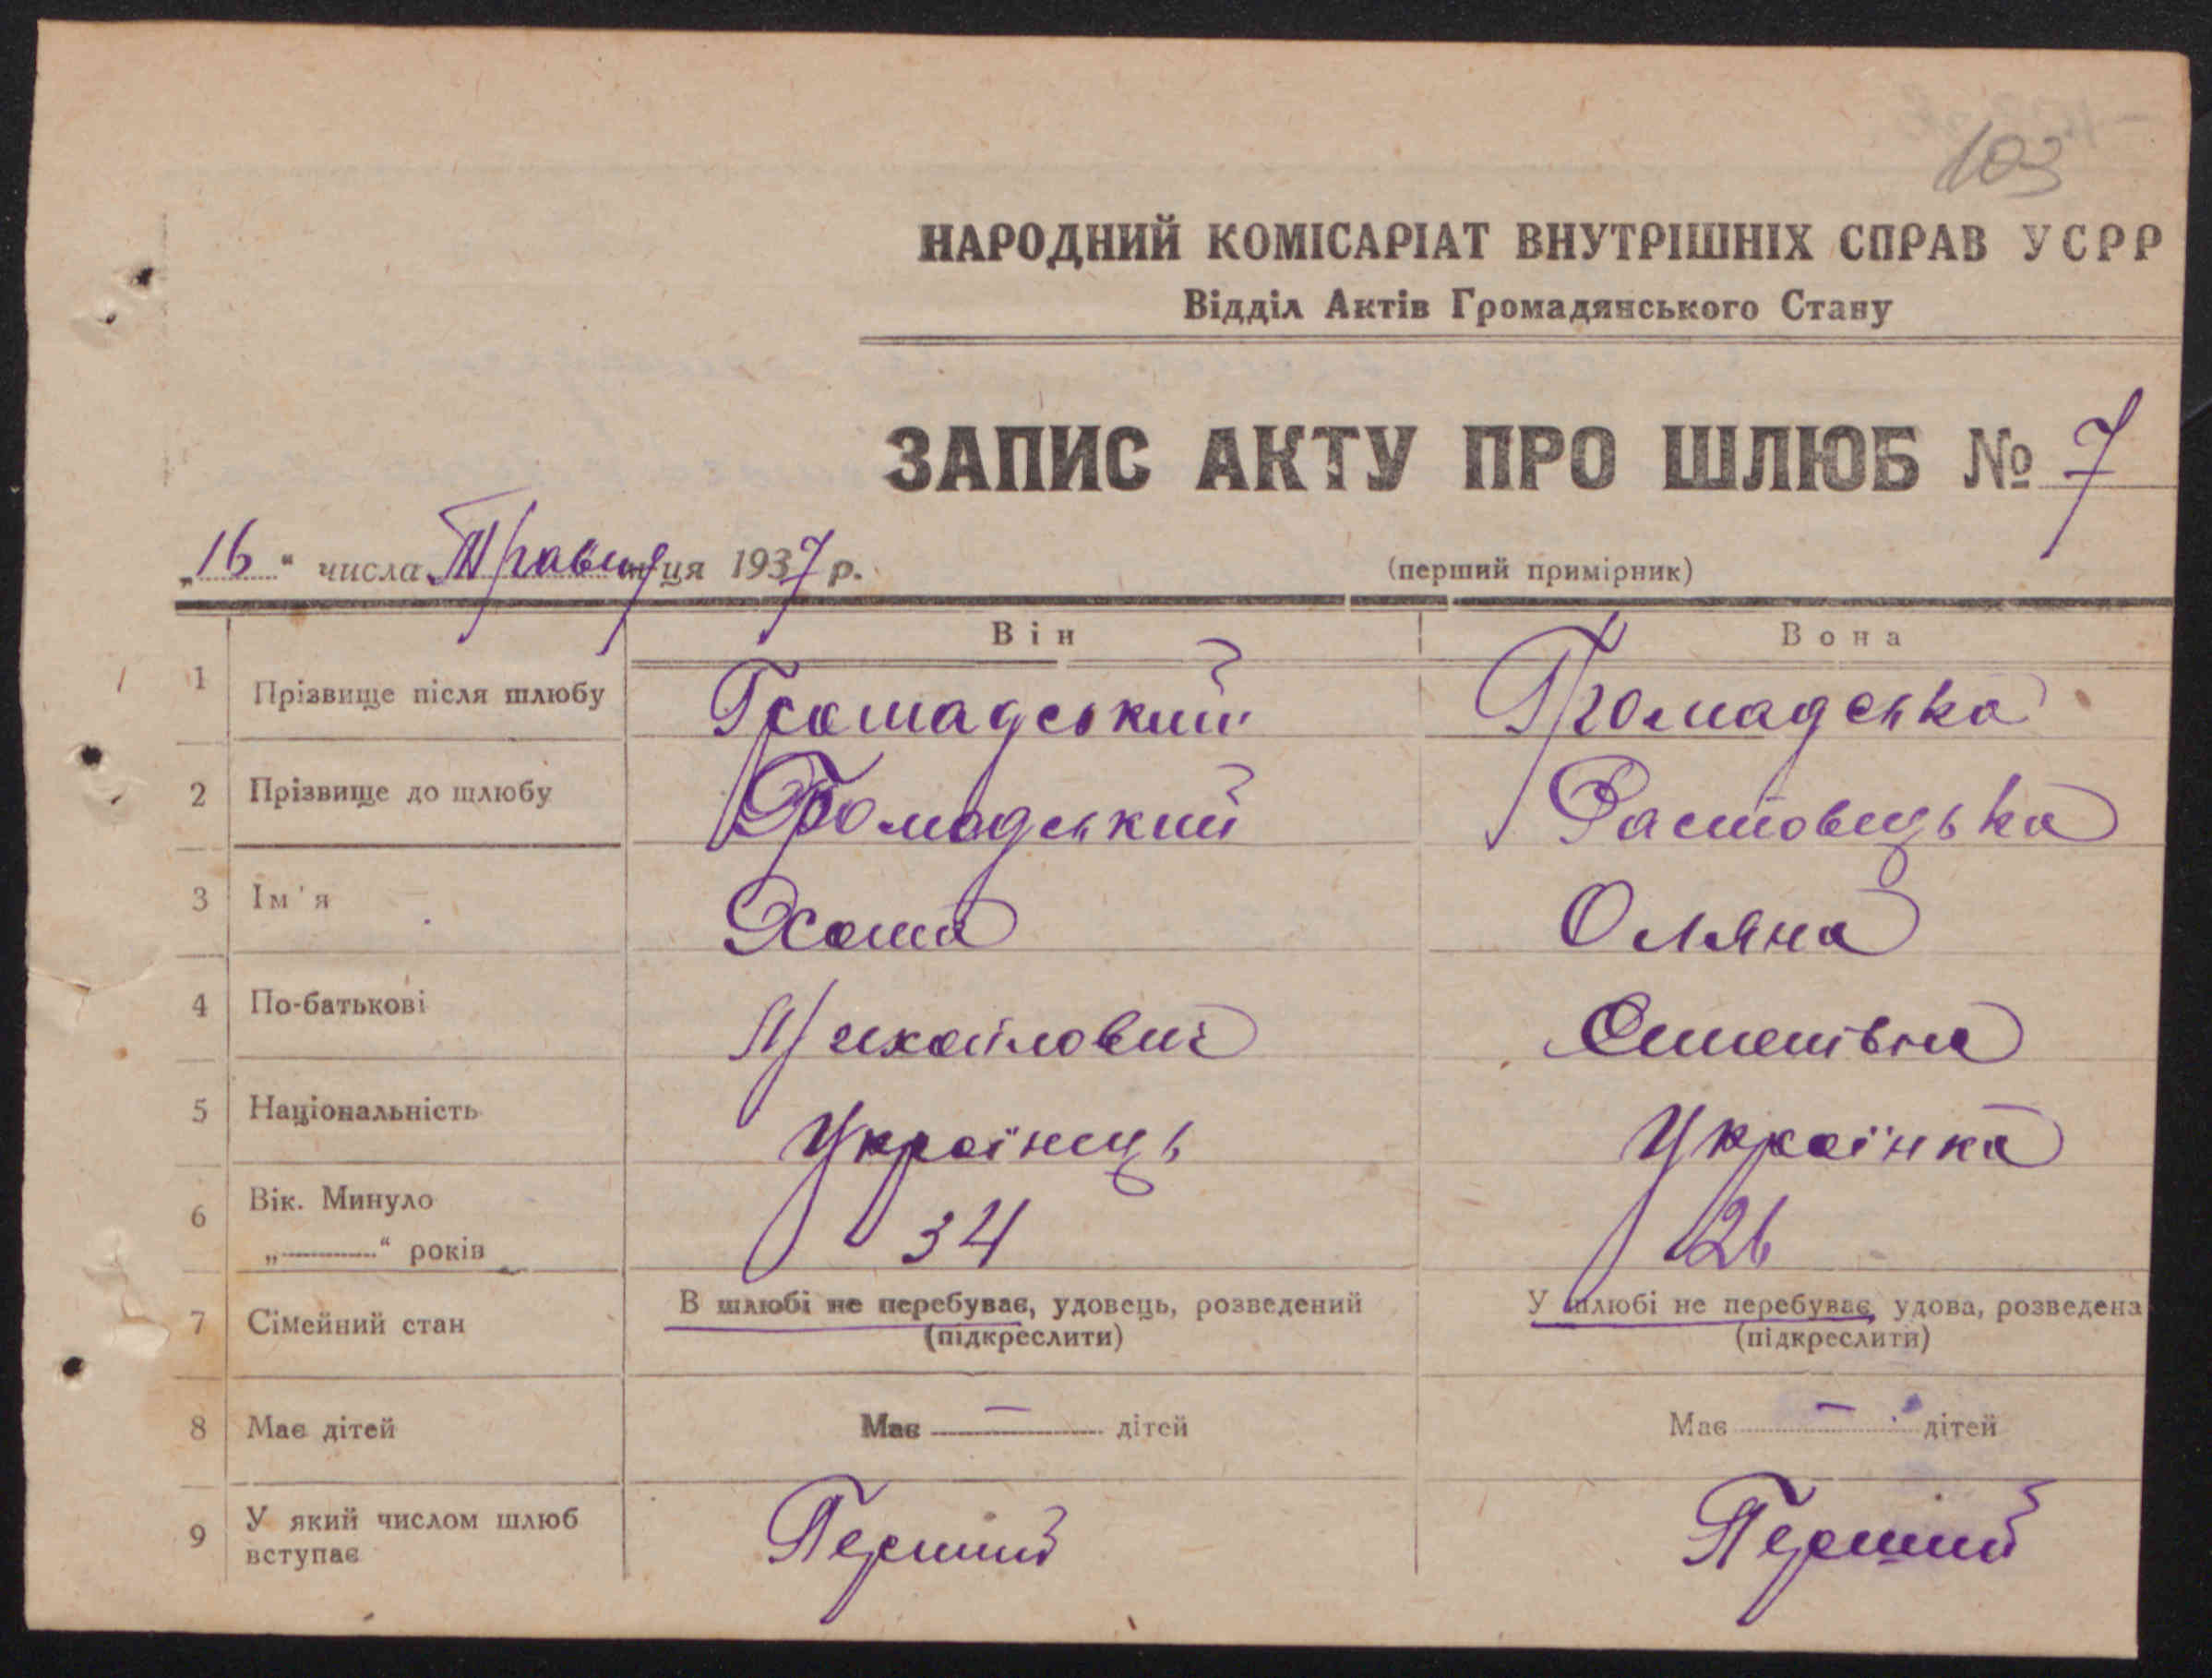 103
НАРОДНИЙ КОМІСАРІАТ ВНУТРІШНІХ СПРАВ УСРР
Відділ Актів Громадянського Стану
ЗАПИС АКТУ ПРО ШЛЮБ № 7
„16“ числа Травня ця 1937 р.
(перший примірник)
Він Вона
1 Прізвище після шлюбу Громадський Громадська
2 Прізвище до шлюбу Громадський Растовецька
3 Ім'я Хома Оляна
4 По-батькові Михайлович
5 Національність Українець Українка
6 Вік. Минуло
„ “ років 34 26
7 Сімейний стан В шлюбі не перебуває, удовець, розведений У шлюбі не перебуває, удова, розведена
(підкреслити) (підкреслити)
8 Має дітей Має — дітей Має — дітей
9 У який числом шлюб
вступає Перший Перший